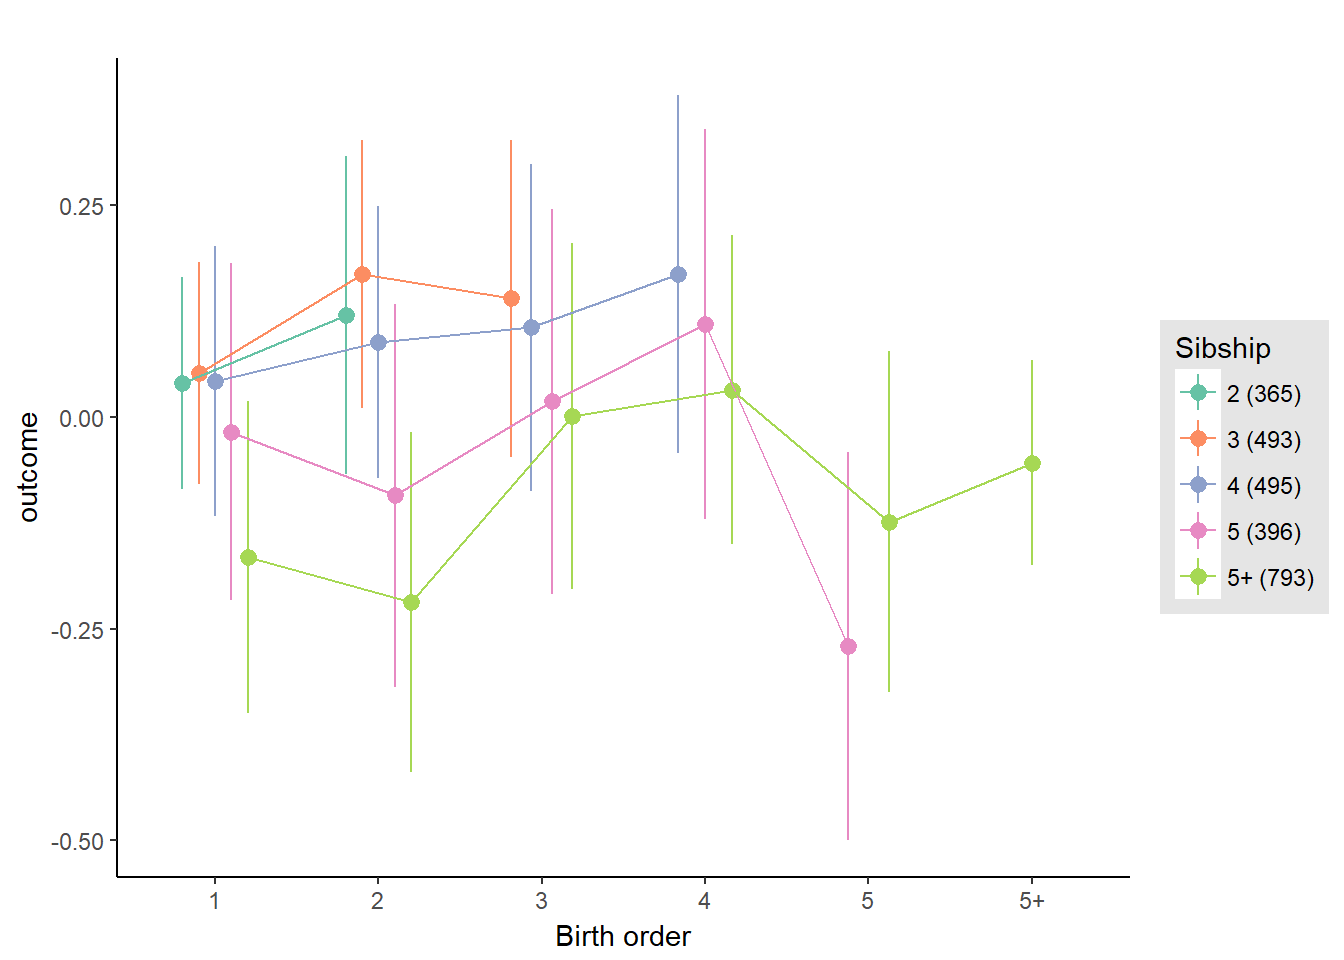 0.25
0.00
-0.25
-0.50
outcome
1 2 3 4 5 5+
Birth order
Sibship
2 (365)
3 (493)
4 (495)
5 (396)
5+ (793)